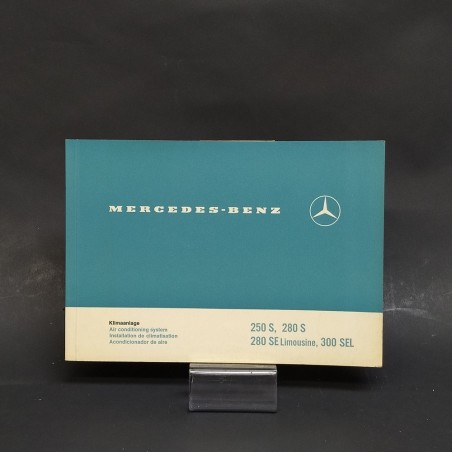 MERCEDES-BENZ
Klimaanlage
Air conditioning system
Installation de climatisation
Acondicionador de aire
250 S, 280 S
280 SE Limousine, 300 SEL